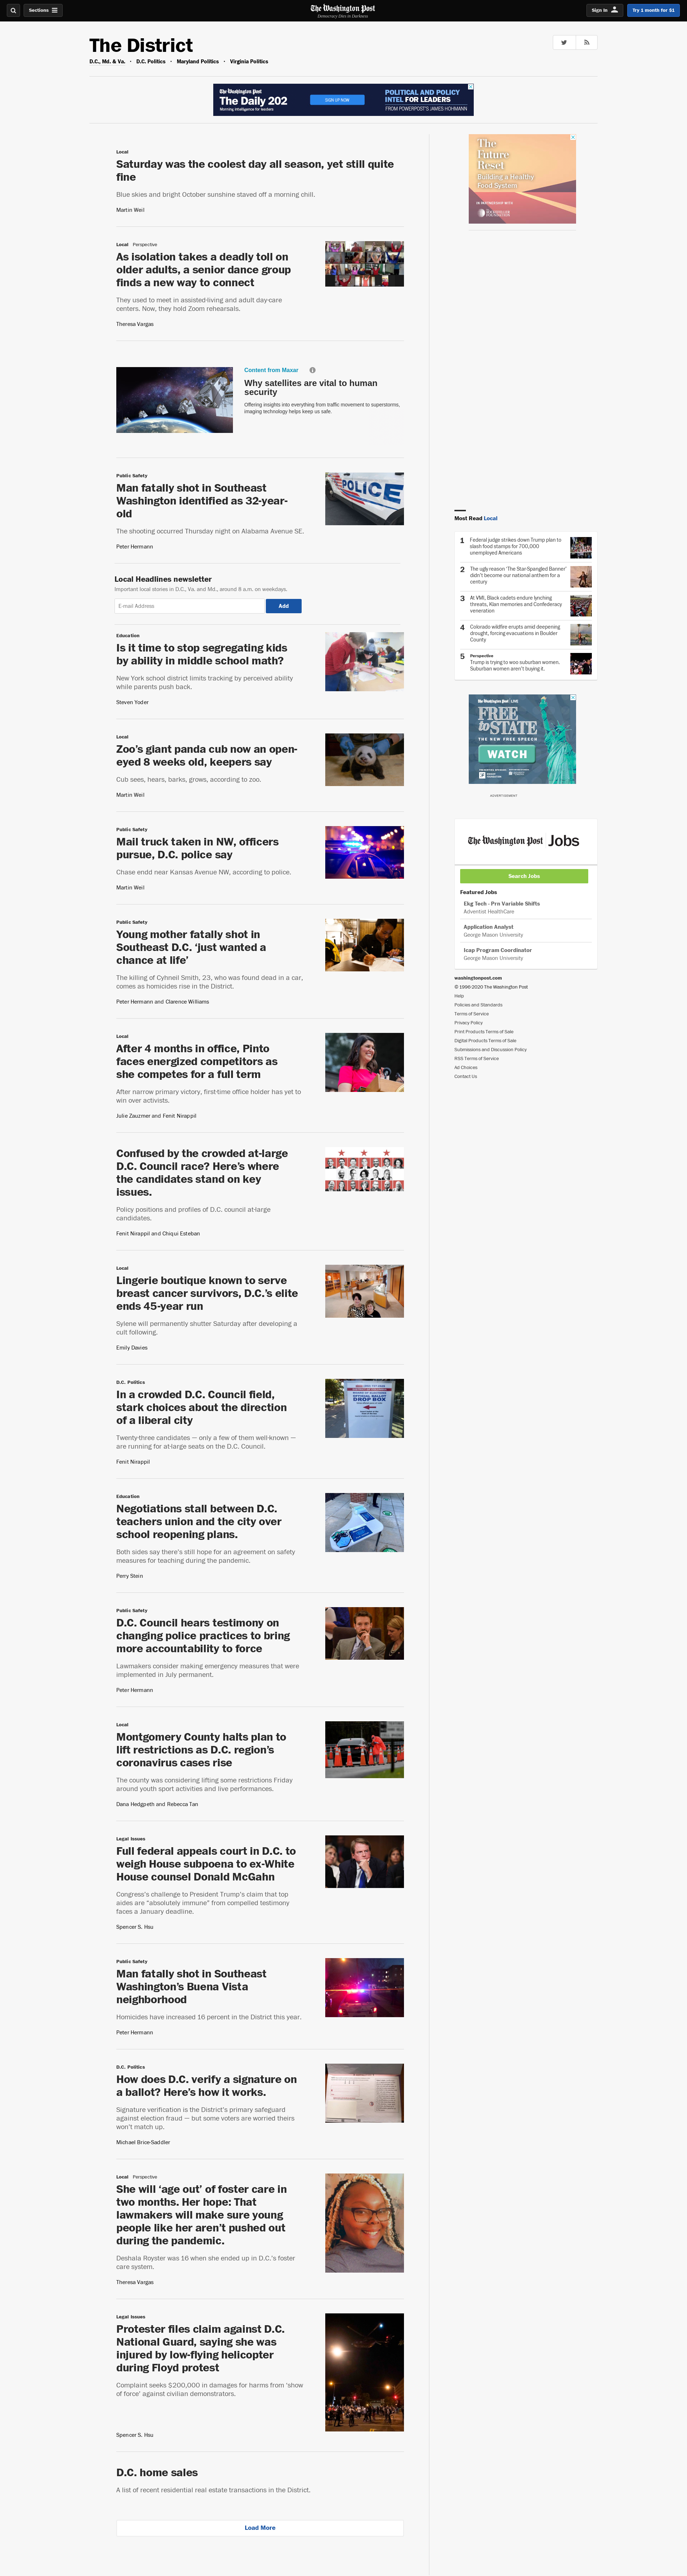 Sections
The Washington Post
Democracy Dies in Darkness
Sign In
Try 1 month for $1
The District
D.C., Md. & Va. • D.C. Politics • Maryland Politics • Virginia Politics
The Washington Post
The Daily 202
Morning intelligence for leaders
SIGN UP NOW
POLITICAL AND POLICY
INTEL FOR LEADERS
FROM POWERPOST'S JAMES HOHMANN
Local
Saturday was the coolest day all season, yet still quite
fine
Blue skies and bright October sunshine staved off a morning chill.
Martin Weil
Local Perspective
As isolation takes a deadly toll on
older adults, a senior dance group
finds a new way to connect
They used to meet in assisted-living and adult day-care
centers. Now, they hold Zoom rehearsals.
Theresa Vargas
Content from Maxar
Why satellites are vital to human
security
Offering insights into everything from traffic movement to superstorms,
imaging technology helps keep us safe.
Public Safety
Man fatally shot in Southeast
Washington identified as 32-year-
old
The shooting occurred Thursday night on Alabama Avenue SE.
Peter Hermann
POLICE
Local Headlines newsletter
Important local stories in D.C., Va. and Md., around 8 a.m. on weekdays.
E-mail Address
Add
Education
Is it time to stop segregating kids
by ability in middle school math?
New York school district limits tracking by perceived ability
while parents push back.
Steven Yoder
Local
Zoo's giant panda cub now an open-
eyed 8 weeks old, keepers say
Cub sees, hears, barks, grows, according to zoo.
Martin Weil
Public Safety
Mail truck taken in NW, officers
pursue, D.C. police say
Chase endd near Kansas Avenue NW, according to police.
Martin Weil
Public Safety
Young mother fatally shot in
Southeast D.C. ‘just wanted a
chance at life’
The killing of Cyhneil Smith, 23, who was found dead in a car,
comes as homicides rise in the District.
Peter Hermann and Clarence Williams
Local
After 4 months in office, Pinto
faces energized competitors as
she competes for a full term
After narrow primary victory, first-time office holder has yet to
win over activists.
Julie Zauzmer and Fenit Nirappil
Confused by the crowded at-large
D.C. Council race? Here’s where
the candidates stand on key
issues.
Policy positions and profiles of D.C. council at-large
candidates.
Fenit Nirappil and Chiqui Esteban
Local
Lingerie boutique known to serve
breast cancer survivors, D.C.’s elite
ends 45-year run
Sylene will permanently shutter Saturday after developing a
cult following.
Emily Davies
D.C. Politics
In a crowded D.C. Council field,
stark choices about the direction
of a liberal city
Twenty-three candidates — only a few of them well-known —
are running for at-large seats on the D.C. Council.
Fenit Nirappil
OFFICIAL BALLOT
DROP BOX
Education
Negotiations stall between D.C.
teachers union and the city over
school reopening plans.
Both sides say there’s still hope for an agreement on safety
measures for teaching during the pandemic.
Perry Stein
Public Safety
D.C. Council hears testimony on
changing police practices to bring
more accountability to force
Lawmakers consider making emergency measures that were
implemented in July permanent.
Peter Hermann
Local
Montgomery County halts plan to
lift restrictions as D.C. region’s
coronavirus cases rise
The county was considering lifting some restrictions Friday
around youth sport activities and live performances.
Dana Hedgpeth and Rebecca Tan
Legal Issues
Full federal appeals court in D.C. to
weigh House subpoena to ex-White
House counsel Donald McGahn
Congress’s challenge to President Trump’s claim that top
aides are “absolutely immune” from compelled testimony
faces a January deadline.
Spencer S. Hsu
Public Safety
Man fatally shot in Southeast
Washington’s Buena Vista
neighborhood
Homicides have increased 16 percent in the District this year.
Peter Hermann
D.C. Politics
How does D.C. verify a signature on
a ballot? Here’s how it works.
Signature verification is the District’s primary safeguard
against election fraud — but some voters are worried theirs
won’t match up.
Michael Brice-Saddler
Local Perspective
She will ‘age out’ of foster care in
two months. Her hope: That
lawmakers will make sure young
people like her aren’t pushed out
during the pandemic.
Deshala Royster was 16 when she ended up in D.C.’s foster
care system.
Theresa Vargas
Legal Issues
Protester files claim against D.C.
National Guard, saying she was
injured by low-flying helicopter
during Floyd protest
Complaint seeks $200,000 in damages for harms from ‘show
of force’ against civilian demonstrators.
Spencer S. Hsu
D.C. home sales
A list of recent residential real estate transactions in the District.
Load More
The
Future
Reset
Building a Healthy
Food System
IN PARTNERSHIP WITH
Most Read Local
1 Federal judge strikes down Trump plan to
slash food stamps for 700,000
unemployed Americans
2 The ugly reason ‘The Star-Spangled Banner’
didn’t become our national anthem for a
century
3 At VMI, Black cadets endure lynching
threats, Klan memories and Confederacy
veneration
4 Colorado wildfire erupts amid deepening
drought, forcing evacuations in Boulder
County
5 Perspective
Trump is trying to woo suburban women.
Suburban women aren’t buying it.
The Washington Post LIVE
FREE
to STATE
THE NEW FREE SPEECH
WATCH
ADVERTISEMENT
The Washington Post Jobs
Search Jobs
Featured Jobs
Ekg Tech - Prn Variable Shifts
Adventist HealthCare
Application Analyst
George Mason University
Icap Program Coordinator
George Mason University
washingtonpost.com
© 1996-2020 The Washington Post
Help
Policies and Standards
Terms of Service
Privacy Policy
Print Products Terms of Sale
Digital Products Terms of Sale
Submissions and Discussion Policy
RSS Terms of Service
Ad Choices
Contact Us